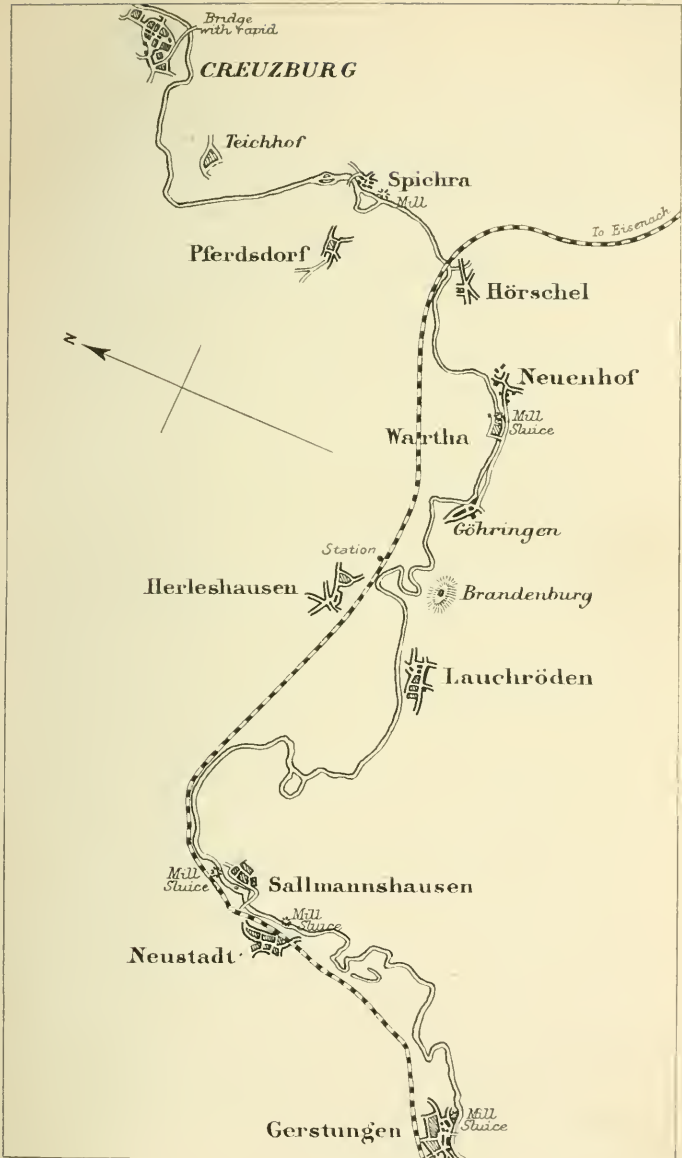 Bridge
with rapid
CREUZBURG
Teichhof
Spichra
Mill
To Eisenach
Pferdsdorf
Hörschel
N
Neuenhof
Mill
Sluice
Wartha
Göhringen
Station
Herleshausen
Brandenburg
Lauchröden
Mill
Sluice
Sallmannshausen
Mill
Sluice
Neustadt
Mill
Sluice
Gerstungen